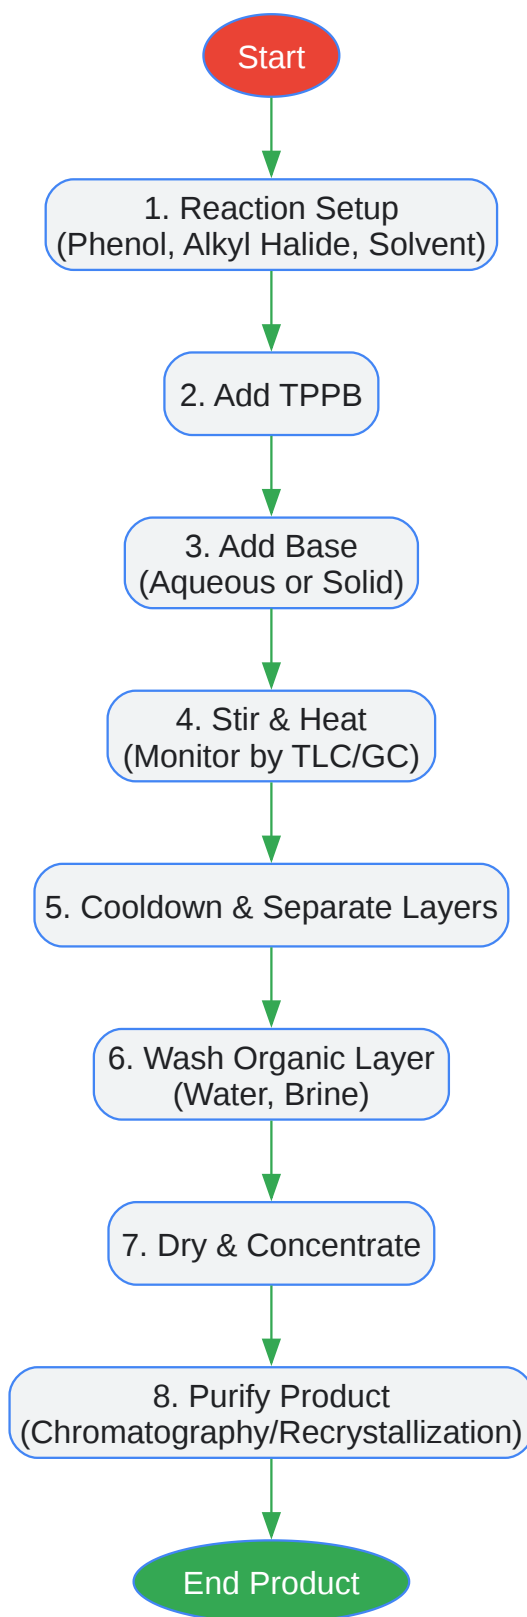 Start
1. Reaction Setup
(Phenol, Alkyl Halide, Solvent)
2. Add TPPB
3. Add Base
(Aqueous or Solid)
4. Stir & Heat
(Monitor by TLC/GC)
5. Cooldown & Separate Layers
6. Wash Organic Layer
(Water, Brine)
7. Dry & Concentrate
8. Purify Product
(Chromatography/Recrystallization)
End Product